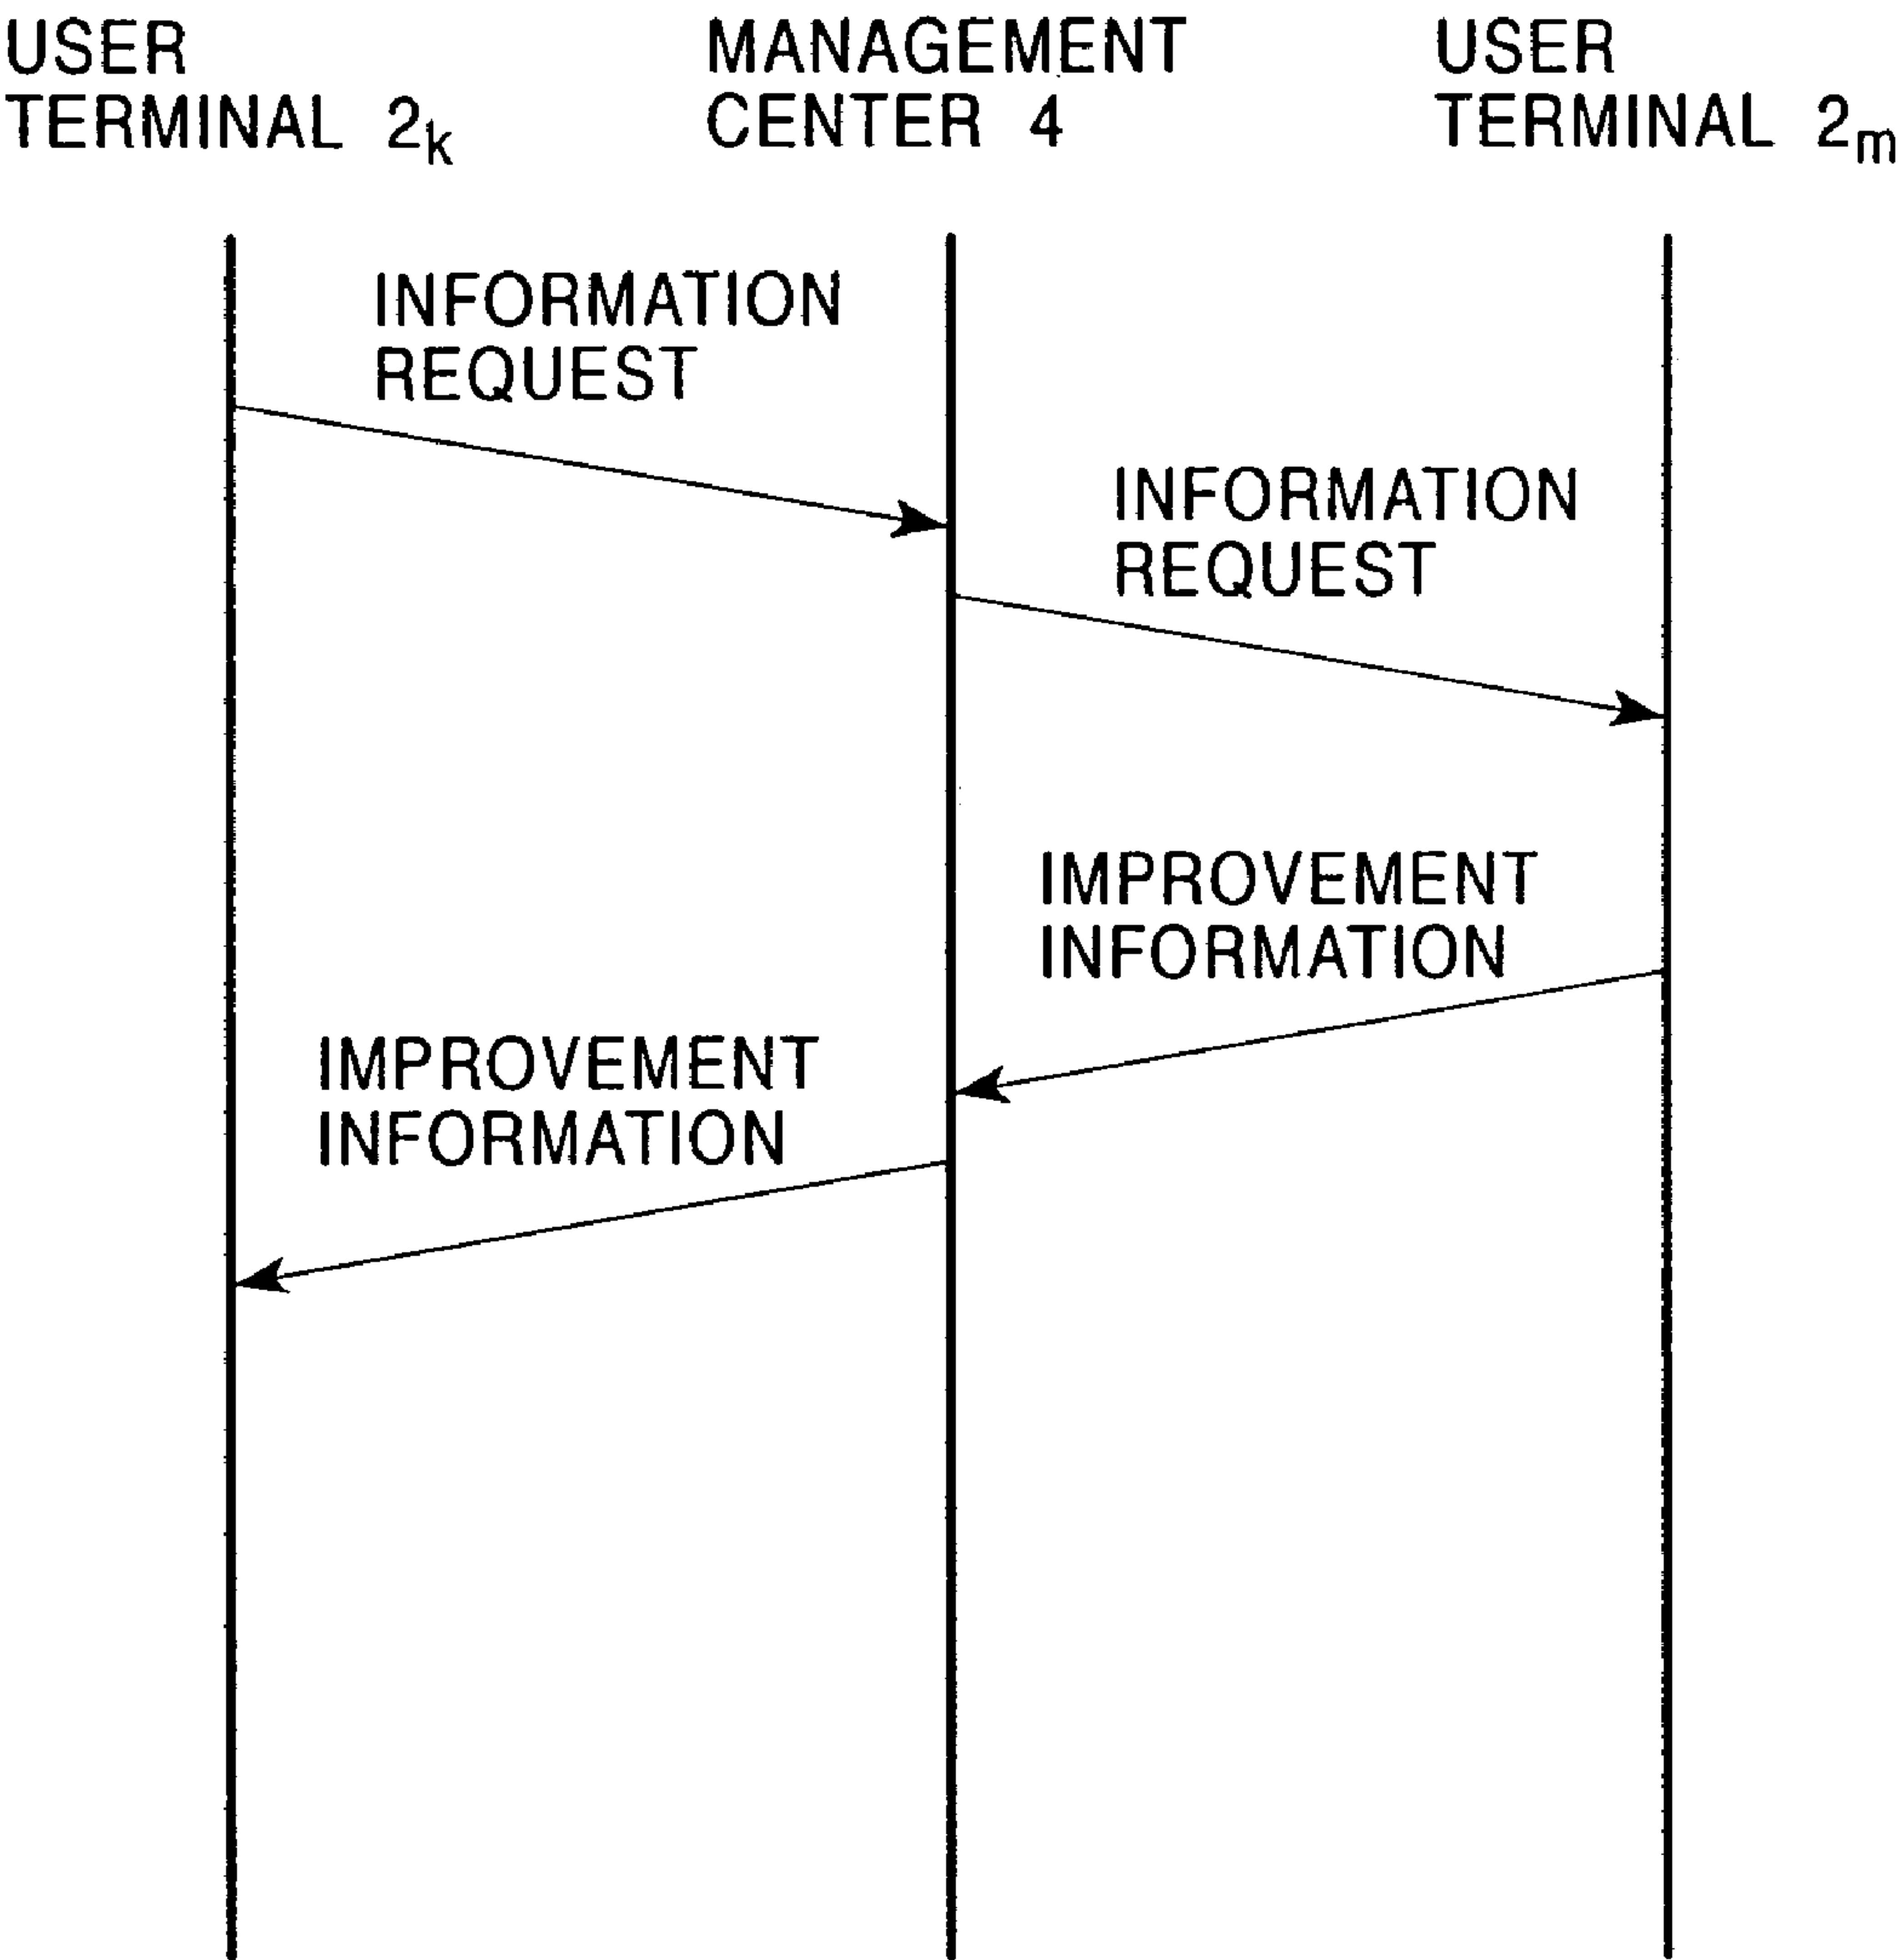 USER
TERMINAL 2k
MANAGEMENT
CENTER 4
USER
TERMINAL 2m
INFORMATION
REQUEST
INFORMATION
REQUEST
IMPROVEMENT
INFORMATION
IMPROVEMENT
INFORMATION